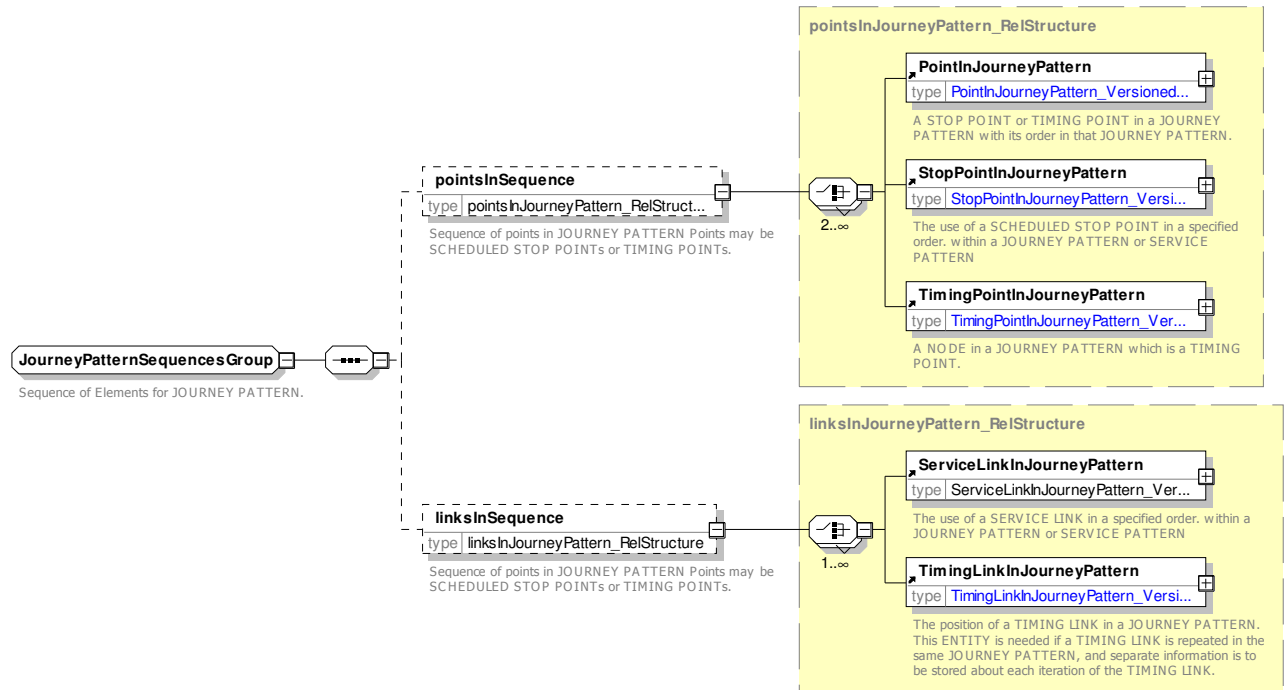 pointsInJourneyPattern_RelStructure
PointInJourneyPattern
type PointInJourneyPattern_Versioned...
A STOP POINT or TIMING POINT in a JOURNEY
PATTERN with its order in that JOURNEY PATTERN.
pointsInSequence
type pointsInJourneyPattern_RelStruct...
Sequence of points in JOURNEY PATTERN Points may be
SCHEDULED STOP POINTs or TIMING POINTS.
2..∞
StopPointInJourneyPattern
type StopPointInJourneyPattern_Versi...
The use of a SCHEDULED STOP POINT in a specified
order. within a JOURNEY PATTERN or SERVICE
PATTERN
TimingPointInJourneyPattern
type TimingPointInJourneyPattern_Ver...
A NODE in a JOURNEY PATTERN which is a TIMING
POINT.
JourneyPatternSequencesGroup
Sequence of Elements for JOURNEY PATTERN.
linksInJourneyPattern_RelStructure
ServiceLinkInJourneyPattern
type ServiceLinkInJourneyPattern_Ver...
The use of a SERVICE LINK in a specified order. within a
JOURNEY PATTERN or SERVICE PATTERN
linksInSequence
type linksInJourneyPattern_RelStructure
Sequence of points in JOURNEY PATTERN Points may be
SCHEDULED STOP POINTs or TIMING POINTS.
1..∞
TimingLinkInJourneyPattern
type TimingLinkInJourneyPattern_Versi...
The position of a TIMING LINK in a JOURNEY PATTERN.
This ENTITY is needed if a TIMING LINK is repeated in the
same JOURNEY PATTERN, and separate information is to
be stored about each iteration of the TIMING LINK.